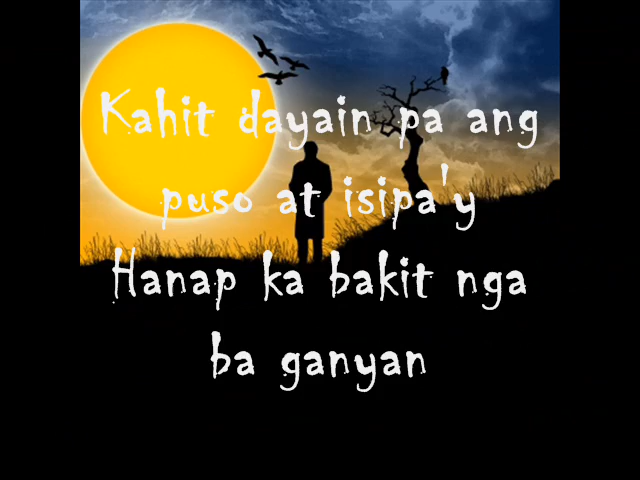 Kahit dayain pa ang
puso at isipa'y
Hanap ka bakit nga
ba ganyan